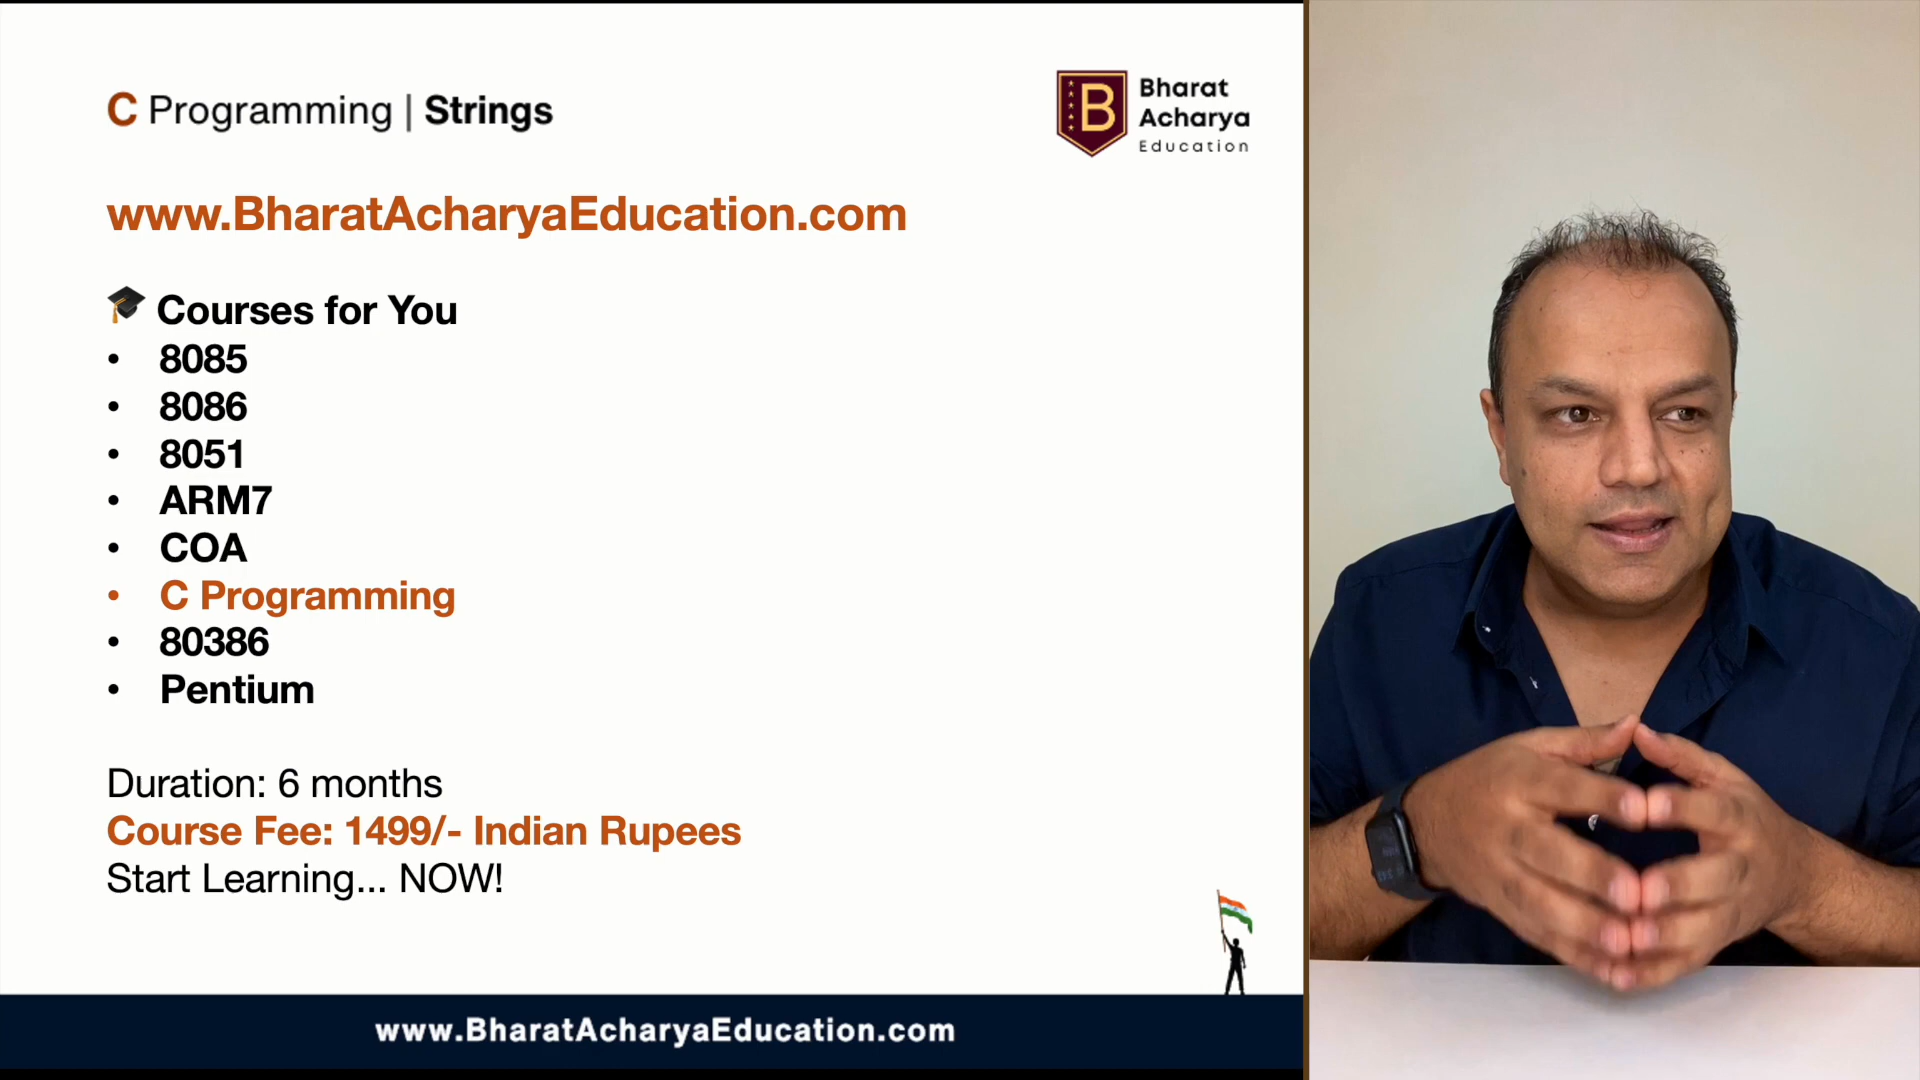 C Programming | Strings
B
Bharat
Acharya
Education
www.BharatAcharyaEducation.com
🎓 Courses for You
• 8085
• 8086
• 8051
• ARM7
• COA
• C Programming
• 80386
• Pentium
Duration: 6 months
Course Fee: 1499/- Indian Rupees
Start Learning... NOW!
www.BharatAcharyaEducation.com